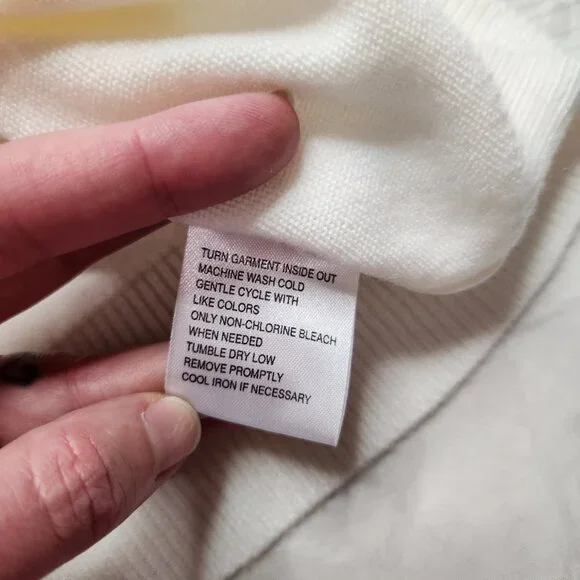 TURN GARMENT INSIDE OUT
MACHINE WASH COLD
GENTLE CYCLE WITH
LIKE COLORS
ONLY NON-CHLORINE BLEACH
WHEN NEEDED
TUMBLE DRY LOW
REMOVE PROMPTLY
COOL IRON IF NECESSARY